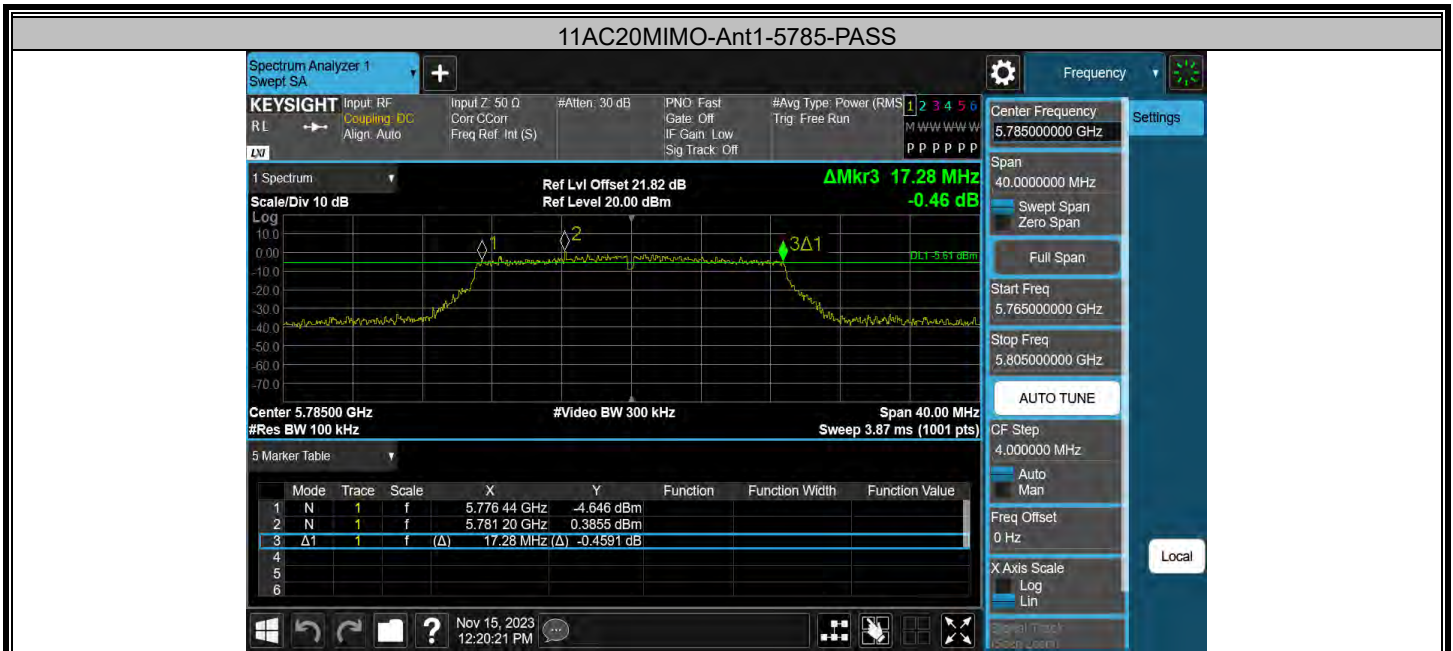 11AC20MIMO-Ant1-5785-PASS
Spectrum Analyzer 1
Swept SA
+
Frequency
KEYSIGHT
RL
LXI
Input: RF
Coupling: DC
Align: Auto
Input Z: 50 Ω
Corr CCorr
Freq Ref: Int (S)
#Atten: 30 dB
PNO: Fast
Gate: Off
IF Gain: Low
Sig Track: Off
#Avg Type: Power (RMS
Trig: Free Run
1 2 3 4 5 6
M W W W W W
P P P P P P
Center Frequency
5.785000000 GHz
Settings
1 Spectrum
Scale/Div 10 dB
Ref Lvl Offset 21.82 dB
Ref Level 20.00 dBm
ΔMkr3 17.28 MHz
-0.46 dB
Log
10.0
0.00
-10.0
-20.0
-30.0
-40.0
-50.0
-60.0
-70.0
1
2
3Δ1
DL1 -5.61 dBm
Center 5.78500 GHz
#Res BW 100 kHz
#Video BW 300 kHz
Span 40.00 MHz
Sweep 3.87 ms (1001 pts)
Span
40.0000000 MHz
Swept Span
Zero Span
Full Span
Start Freq
5.765000000 GHz
Stop Freq
5.805000000 GHz
AUTO TUNE
CF Step
4.000000 MHz
Auto
Man
Freq Offset
0 Hz
X Axis Scale
Log
Lin
Local
5 Marker Table
Mode Trace Scale X Y Function Function Width Function Value
1 N 1 f 5.776 44 GHz -4.646 dBm
2 N 1 f 5.781 20 GHz 0.3855 dBm
3 Δ1 1 f (Δ) 17.28 MHz (Δ) -0.4591 dB
4
5
6
?
Nov 15, 2023
12:20:21 PM
Signal Track
(Span Zoom)